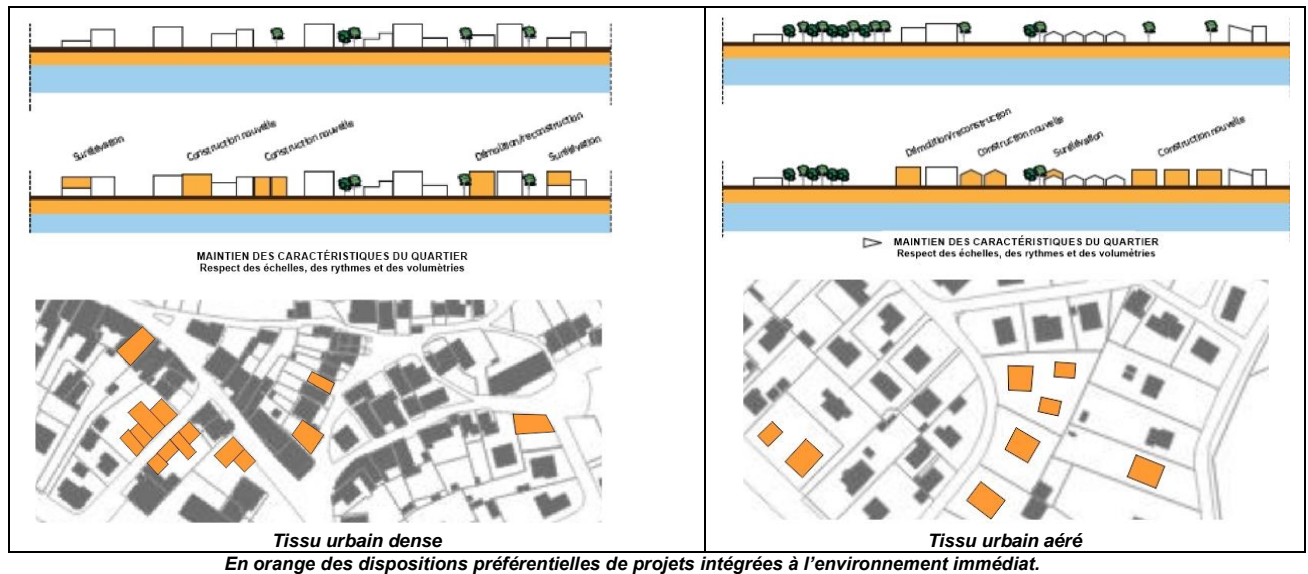 Surélévation
Construction nouvelle
Construction nouvelle
Démolition/reconstruction
Surélévation
MAINTIEN DES CARACTÉRISTIQUES DU QUARTIER
Respect des échelles, des rythmes et des volumètries
Tissu urbain dense
Démolition/reconstruction
Construction nouvelle
Surélévation
Construction nouvelle
MAINTIEN DES CARACTÉRISTIQUES DU QUARTIER
Respect des échelles, des rythmes et des volumètries
Tissu urbain aéré
En orange des dispositions préférentielles de projets intégrées à l'environnement immédiat.